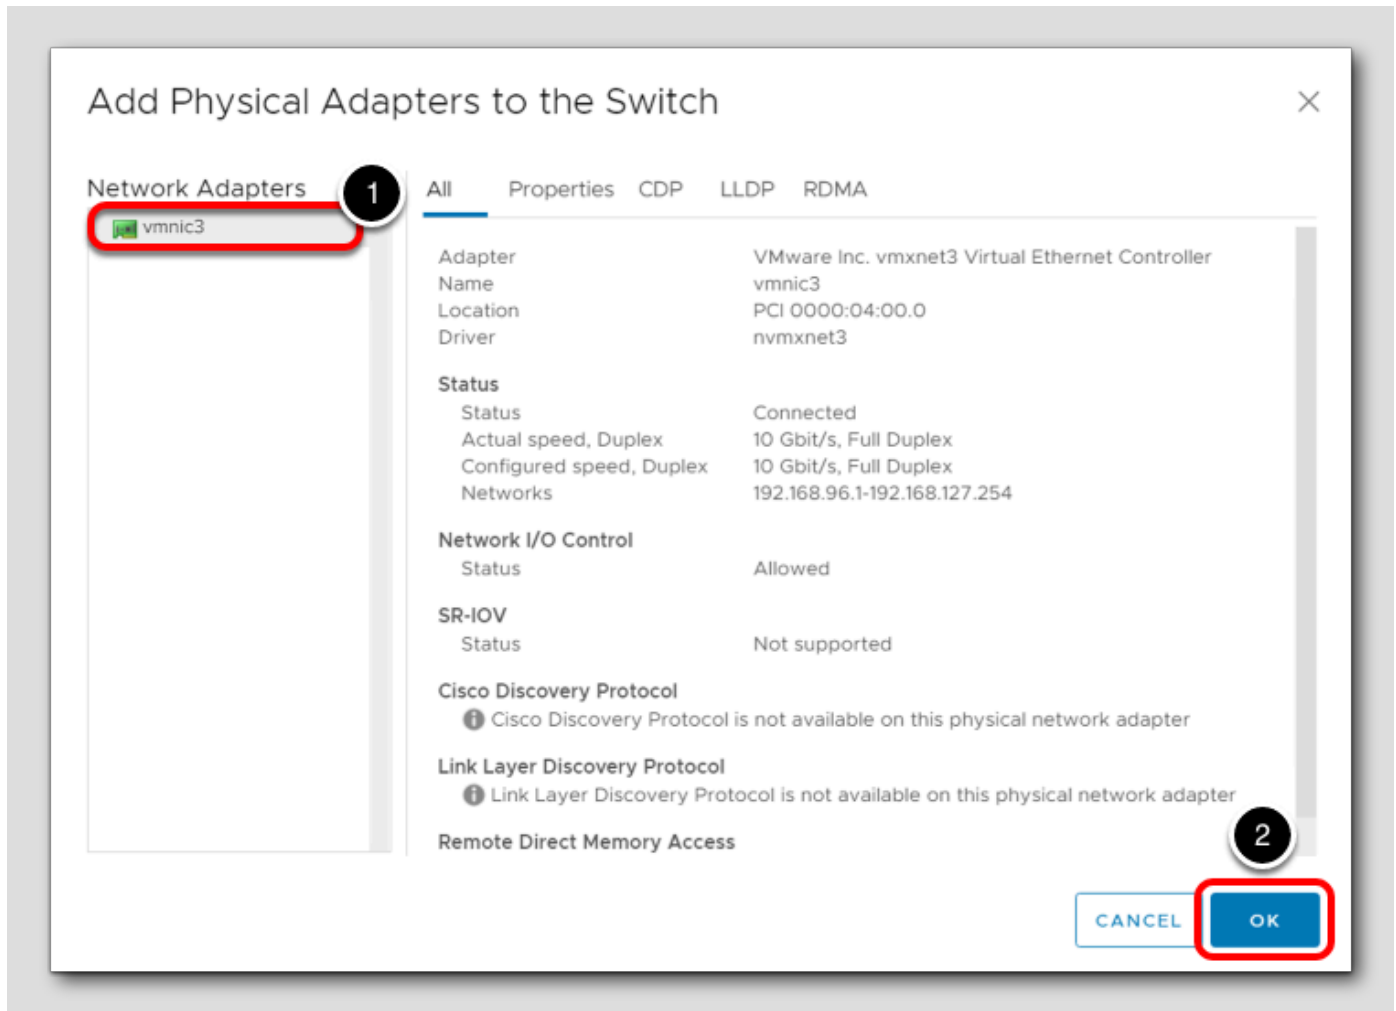 Add Physical Adapters to the Switch
Network Adapters
1
All Properties CDP LLDP RDMA
vmnic3
Adapter VMware Inc. vmxnet3 Virtual Ethernet Controller
Name vmnic3
Location PCI 0000:04:00.0
Driver nvmxnet3
Status
Status Connected
Actual speed, Duplex 10 Gbit/s, Full Duplex
Configured speed, Duplex 10 Gbit/s, Full Duplex
Networks 192.168.96.1-192.168.127.254
Network I/O Control
Status Allowed
SR-IOV
Status Not supported
Cisco Discovery Protocol
Cisco Discovery Protocol is not available on this physical network adapter
Link Layer Discovery Protocol
Link Layer Discovery Protocol is not available on this physical network adapter
Remote Direct Memory Access
2
CANCEL OK